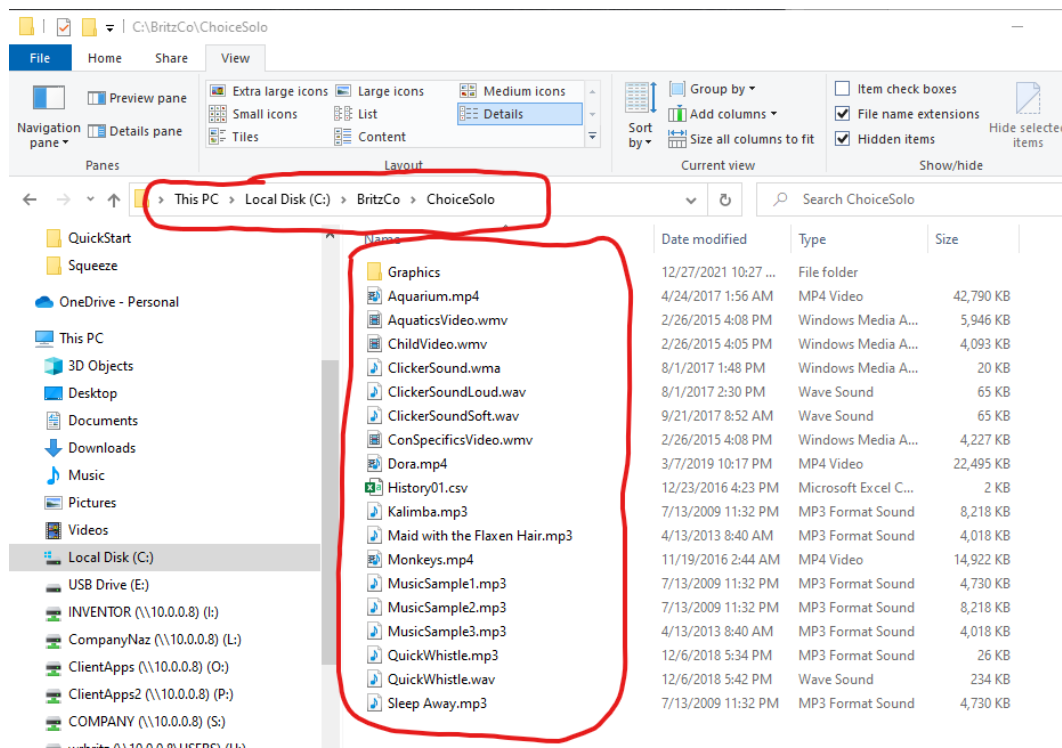 C:\BritzCo\ChoiceSolo
File Home Share View
Preview pane Extra large icons Large icons Medium icons Group by Item check boxes
Small icons List Details Add columns File name extensions
Navigation pane Details pane Tiles Content Sort by Size all columns to fit Hidden items Hide selected items
Panes Layout Current view Show/hide
This PC Local Disk (C:) BritzCo ChoiceSolo Search ChoiceSolo
QuickStart Name Date modified Type Size
Squeeze Graphics 12/27/2021 10:27 ... File folder
OneDrive - Personal Aquarium.mp4 4/24/2017 1:56 AM MP4 Video 42,790 KB
AquaticsVideo.wmv 2/26/2015 4:08 PM Windows Media A... 5,946 KB
This PC ChildVideo.wmv 2/26/2015 4:05 PM Windows Media A... 4,093 KB
3D Objects ClickerSound.wma 8/1/2017 1:48 PM Windows Media A... 20 KB
Desktop ClickerSoundLoud.wav 8/1/2017 2:30 PM Wave Sound 65 KB
Documents ClickerSoundSoft.wav 9/21/2017 8:52 AM Wave Sound 65 KB
Downloads ConSpecificsVideo.wmv 2/26/2015 4:08 PM Windows Media A... 4,227 KB
Music Dora.mp4 3/7/2019 10:17 PM MP4 Video 22,495 KB
Pictures History01.csv 12/23/2016 4:23 PM Microsoft Excel C... 2 KB
Videos Kalimba.mp3 7/13/2009 11:32 PM MP3 Format Sound 8,218 KB
Maid with the Flaxen Hair.mp3 4/13/2013 8:40 AM MP3 Format Sound 4,018 KB
Local Disk (C:) Monkeys.mp4 11/19/2016 2:44 AM MP4 Video 14,922 KB
USB Drive (E:) MusicSample1.mp3 7/13/2009 11:32 PM MP3 Format Sound 4,730 KB
INVENTOR (\\10.0.0.8) (I:) MusicSample2.mp3 7/13/2009 11:32 PM MP3 Format Sound 8,218 KB
CompanyNaz (\\10.0.0.8) (L:) MusicSample3.mp3 4/13/2013 8:40 AM MP3 Format Sound 4,018 KB
ClientApps (\\10.0.0.8) (O:) QuickWhistle.mp3 12/6/2018 5:34 PM MP3 Format Sound 26 KB
ClientApps2 (\\10.0.0.8) (P:) QuickWhistle.wav 12/6/2018 5:42 PM Wave Sound 234 KB
COMPANY (\\10.0.0.8) (S:) Sleep Away.mp3 7/13/2009 11:32 PM MP3 Format Sound 4,730 KB